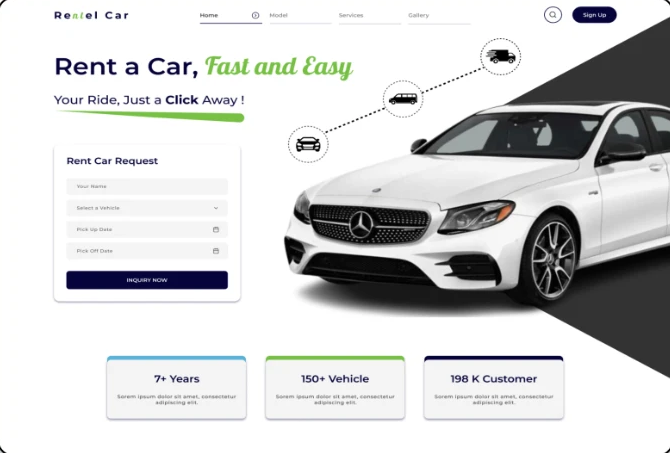 Rentel Car
Home
Model
Services
Gallery
Sign Up
Rent a Car, Fast and Easy
Your Ride, Just a Click Away !
Rent Car Request
Your Name
Select a Vehicle
Pick Up Date
Pick Off Date
INQUIRY NOW
7+ Years
Sorem ipsum dolor sit amet, consectetur
adipiscing elit.
150+ Vehicle
Sorem ipsum dolor sit amet, consectetur
adipiscing elit.
198 K Customer
Sorem ipsum dolor sit amet, consectetur
adipiscing elit.